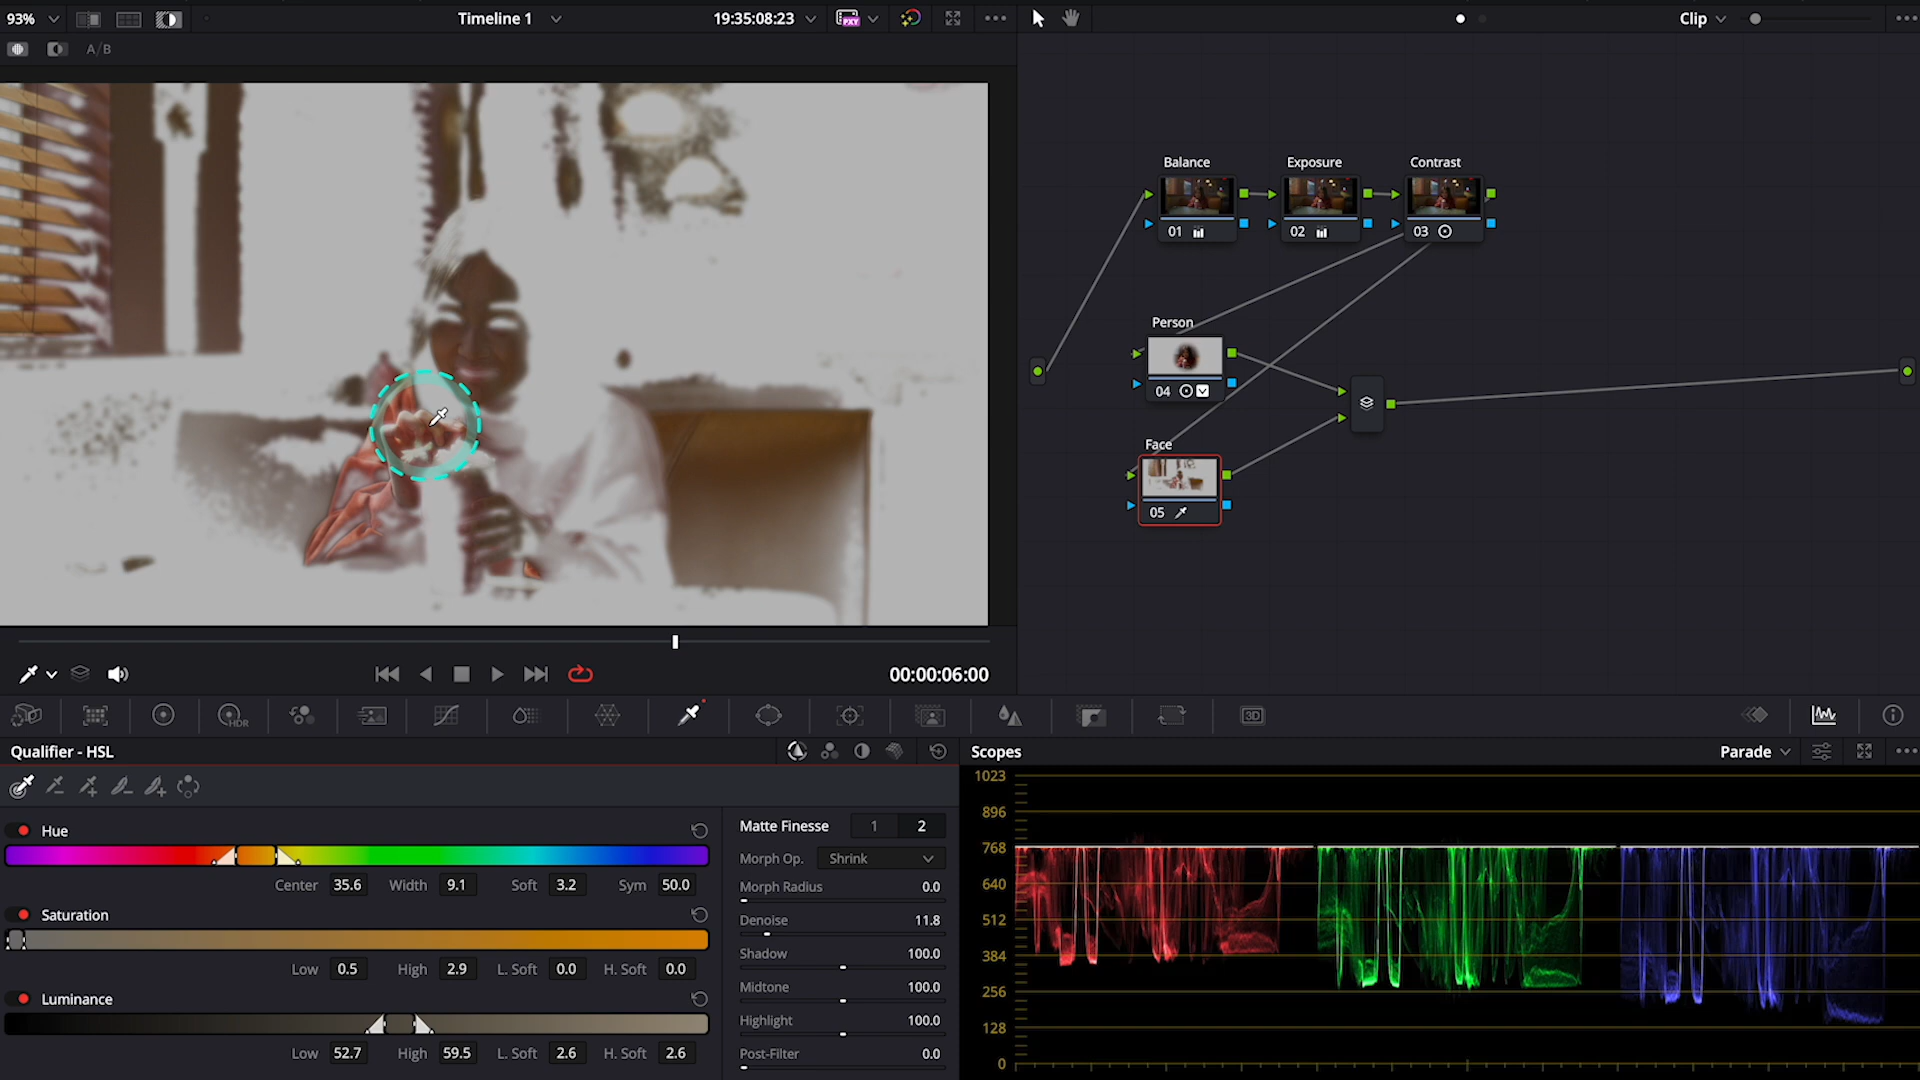 93%
Timeline 1
19:35:08:23
PXY
Clip
A/B
Balance
Exposure
Contrast
01
02
03
Person
04
Face
05
00:00:06:00
HDR
3D
Qualifier - HSL
Scopes
Parade
Hue
Center 35.6 Width 9.1 Soft 3.2 Sym 50.0
Saturation
Low 0.5 High 2.9 L. Soft 0.0 H. Soft 0.0
Luminance
Low 52.7 High 59.5 L. Soft 2.6 H. Soft 2.6
Matte Finesse 1 2
Morph Op. Shrink
Morph Radius 0.0
Denoise 11.8
Shadow 100.0
Midtone 100.0
Highlight 100.0
Post-Filter 0.0
1023
896
768
640
512
384
256
128
0